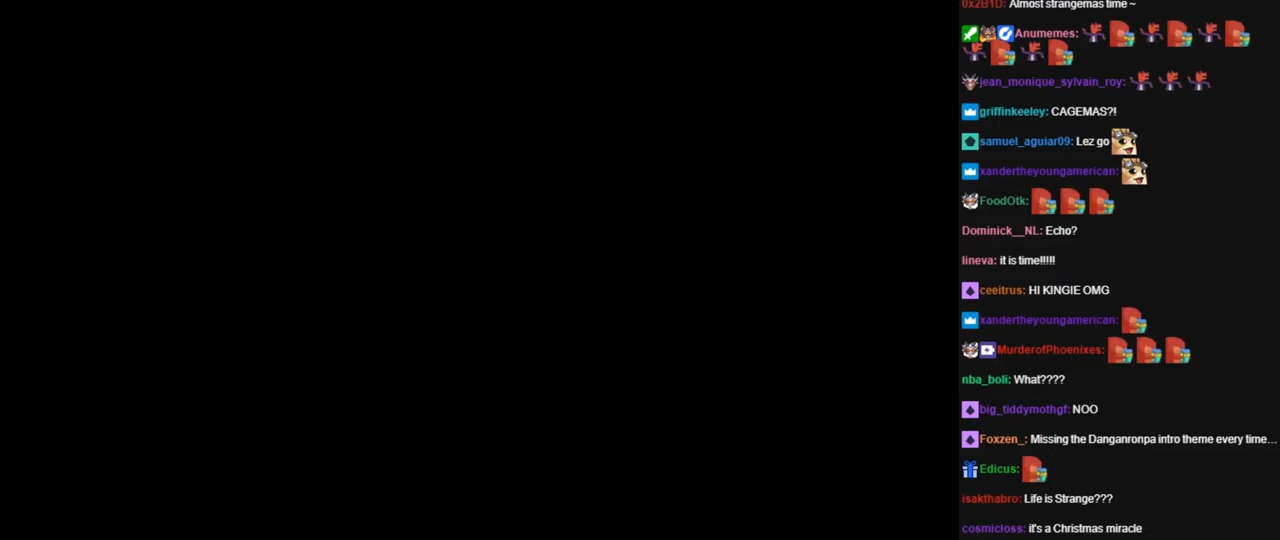 0x2B1D: Almost strangemas time ~
Anumemes:
jean_monique_sylvain_roy:
griffinkeeley: CAGEMAS?!
samuel_aguiar09: Lez go
xandertheyoungamerican:
FoodOtk:
Dominick__NL: Echo?
lineva: it is time!!!!!
ceeitrus: HI KINGIE OMG
xandertheyoungamerican:
MurderofPhoenixes:
nba_boli: What????
big_tiddymothgf: NOO
Foxzen_: Missing the Danganronpa intro theme every time...
Edicus:
isakthabro: Life is Strange???
cosmicloss: it's a Christmas miracle